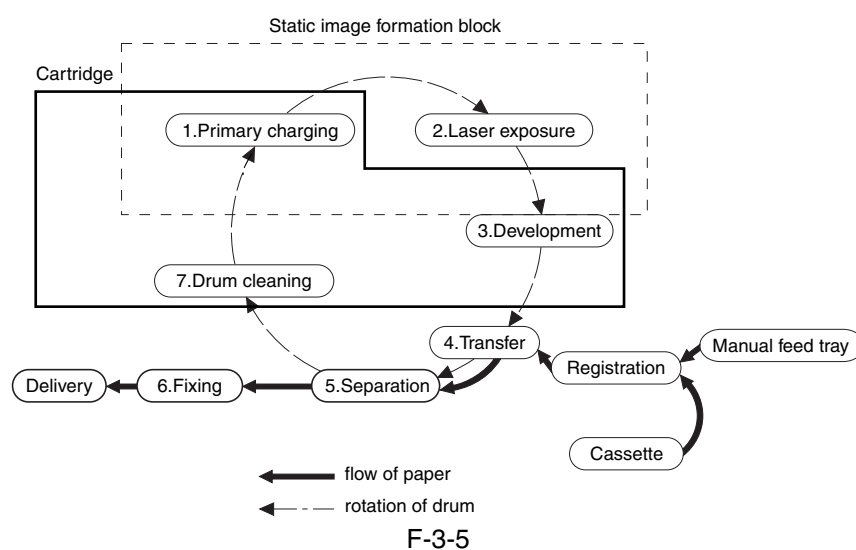 Static image formation block
Cartridge
1.Primary charging
2.Laser exposure
3.Development
7.Drum cleaning
4.Transfer
Manual feed tray
Registration
Delivery
6.Fixing
5.Separation
Cassette
flow of paper
rotation of drum
F-3-5